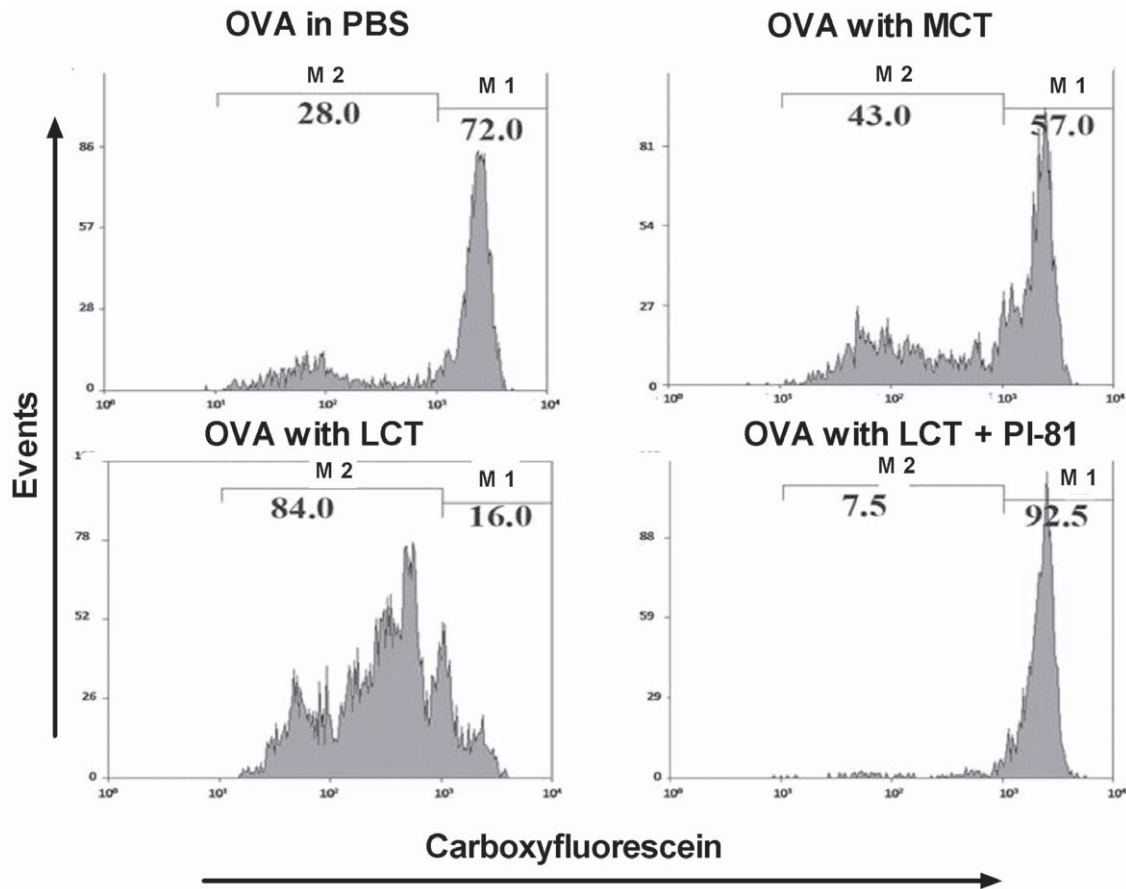 OVA in PBS
M 2
M 1
28.0
72.0
86
57
28
0
10⁰ 10¹ 10² 10³ 10⁴
OVA with MCT
M 2
M 1
43.0
57.0
81
54
27
0
10⁰ 10¹ 10² 10³ 10⁴
OVA with LCT
M 2
M 1
84.0
16.0
78
52
26
0
10⁰ 10¹ 10² 10³ 10⁴
OVA with LCT + PI-81
M 2
M 1
7.5
92.5
88
59
29
0
10⁰ 10¹ 10² 10³ 10⁴
Events
Carboxyfluorescein